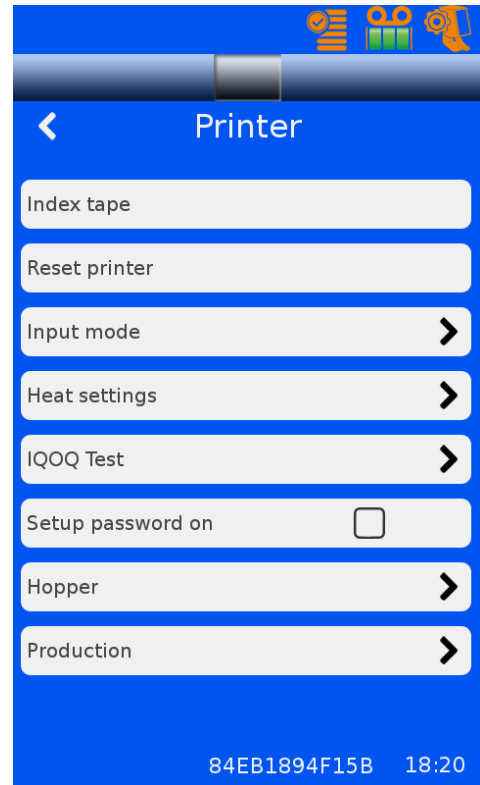 Printer
Index tape
Reset printer
Input mode
Heat settings
IQOQ Test
Setup password on
Hopper
Production
84EB1894F15B 18:20